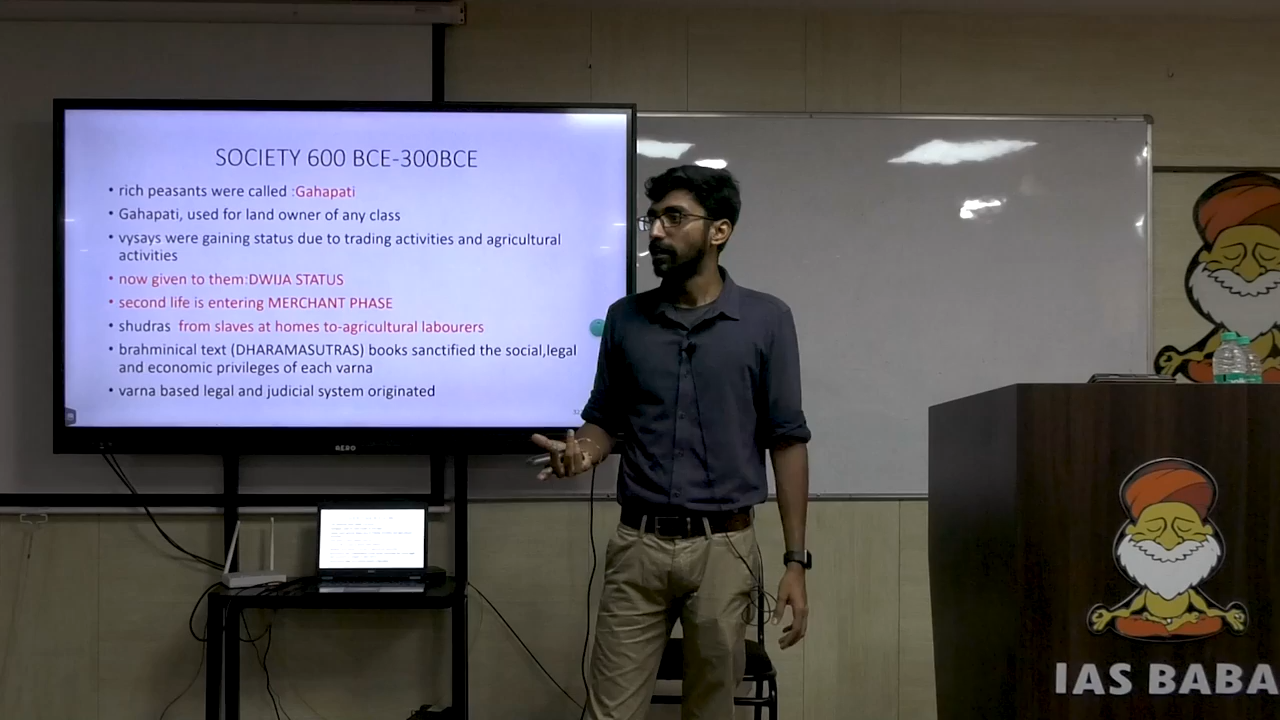 SOCIETY 600 BCE-300BCE
• rich peasants were called :Gahapati
• Gahapati, used for land owner of any class
• vysays were gaining status due to trading activities and agricultural
activities
• now given to them:DWIJA STATUS
• second life is entering MERCHANT PHASE
• shudras from slaves at homes to-agricultural labourers
• brahminical text (DHARAMASUTRAS) books sanctified the social,legal
and economic privileges of each varna
• varna based legal and judicial system originated
AERO
IAS BABA